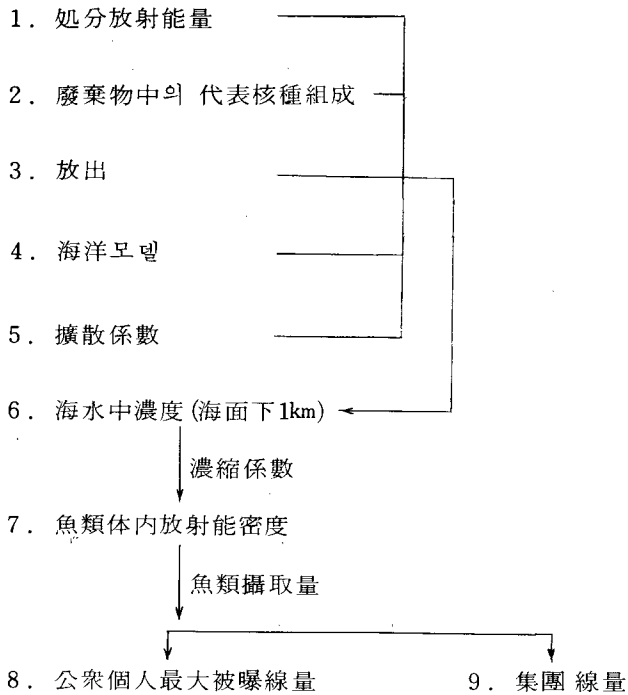 1. 処分放射能量
2. 廢棄物中의 代表核種組成
3. 放出
4. 海洋모델
5. 擴散係數
6. 海水中濃度 (海面下1km)
濃縮係數
7. 魚類体内放射能密度
魚類攝取量
8. 公衆個人最大被曝線量
9. 集團線量